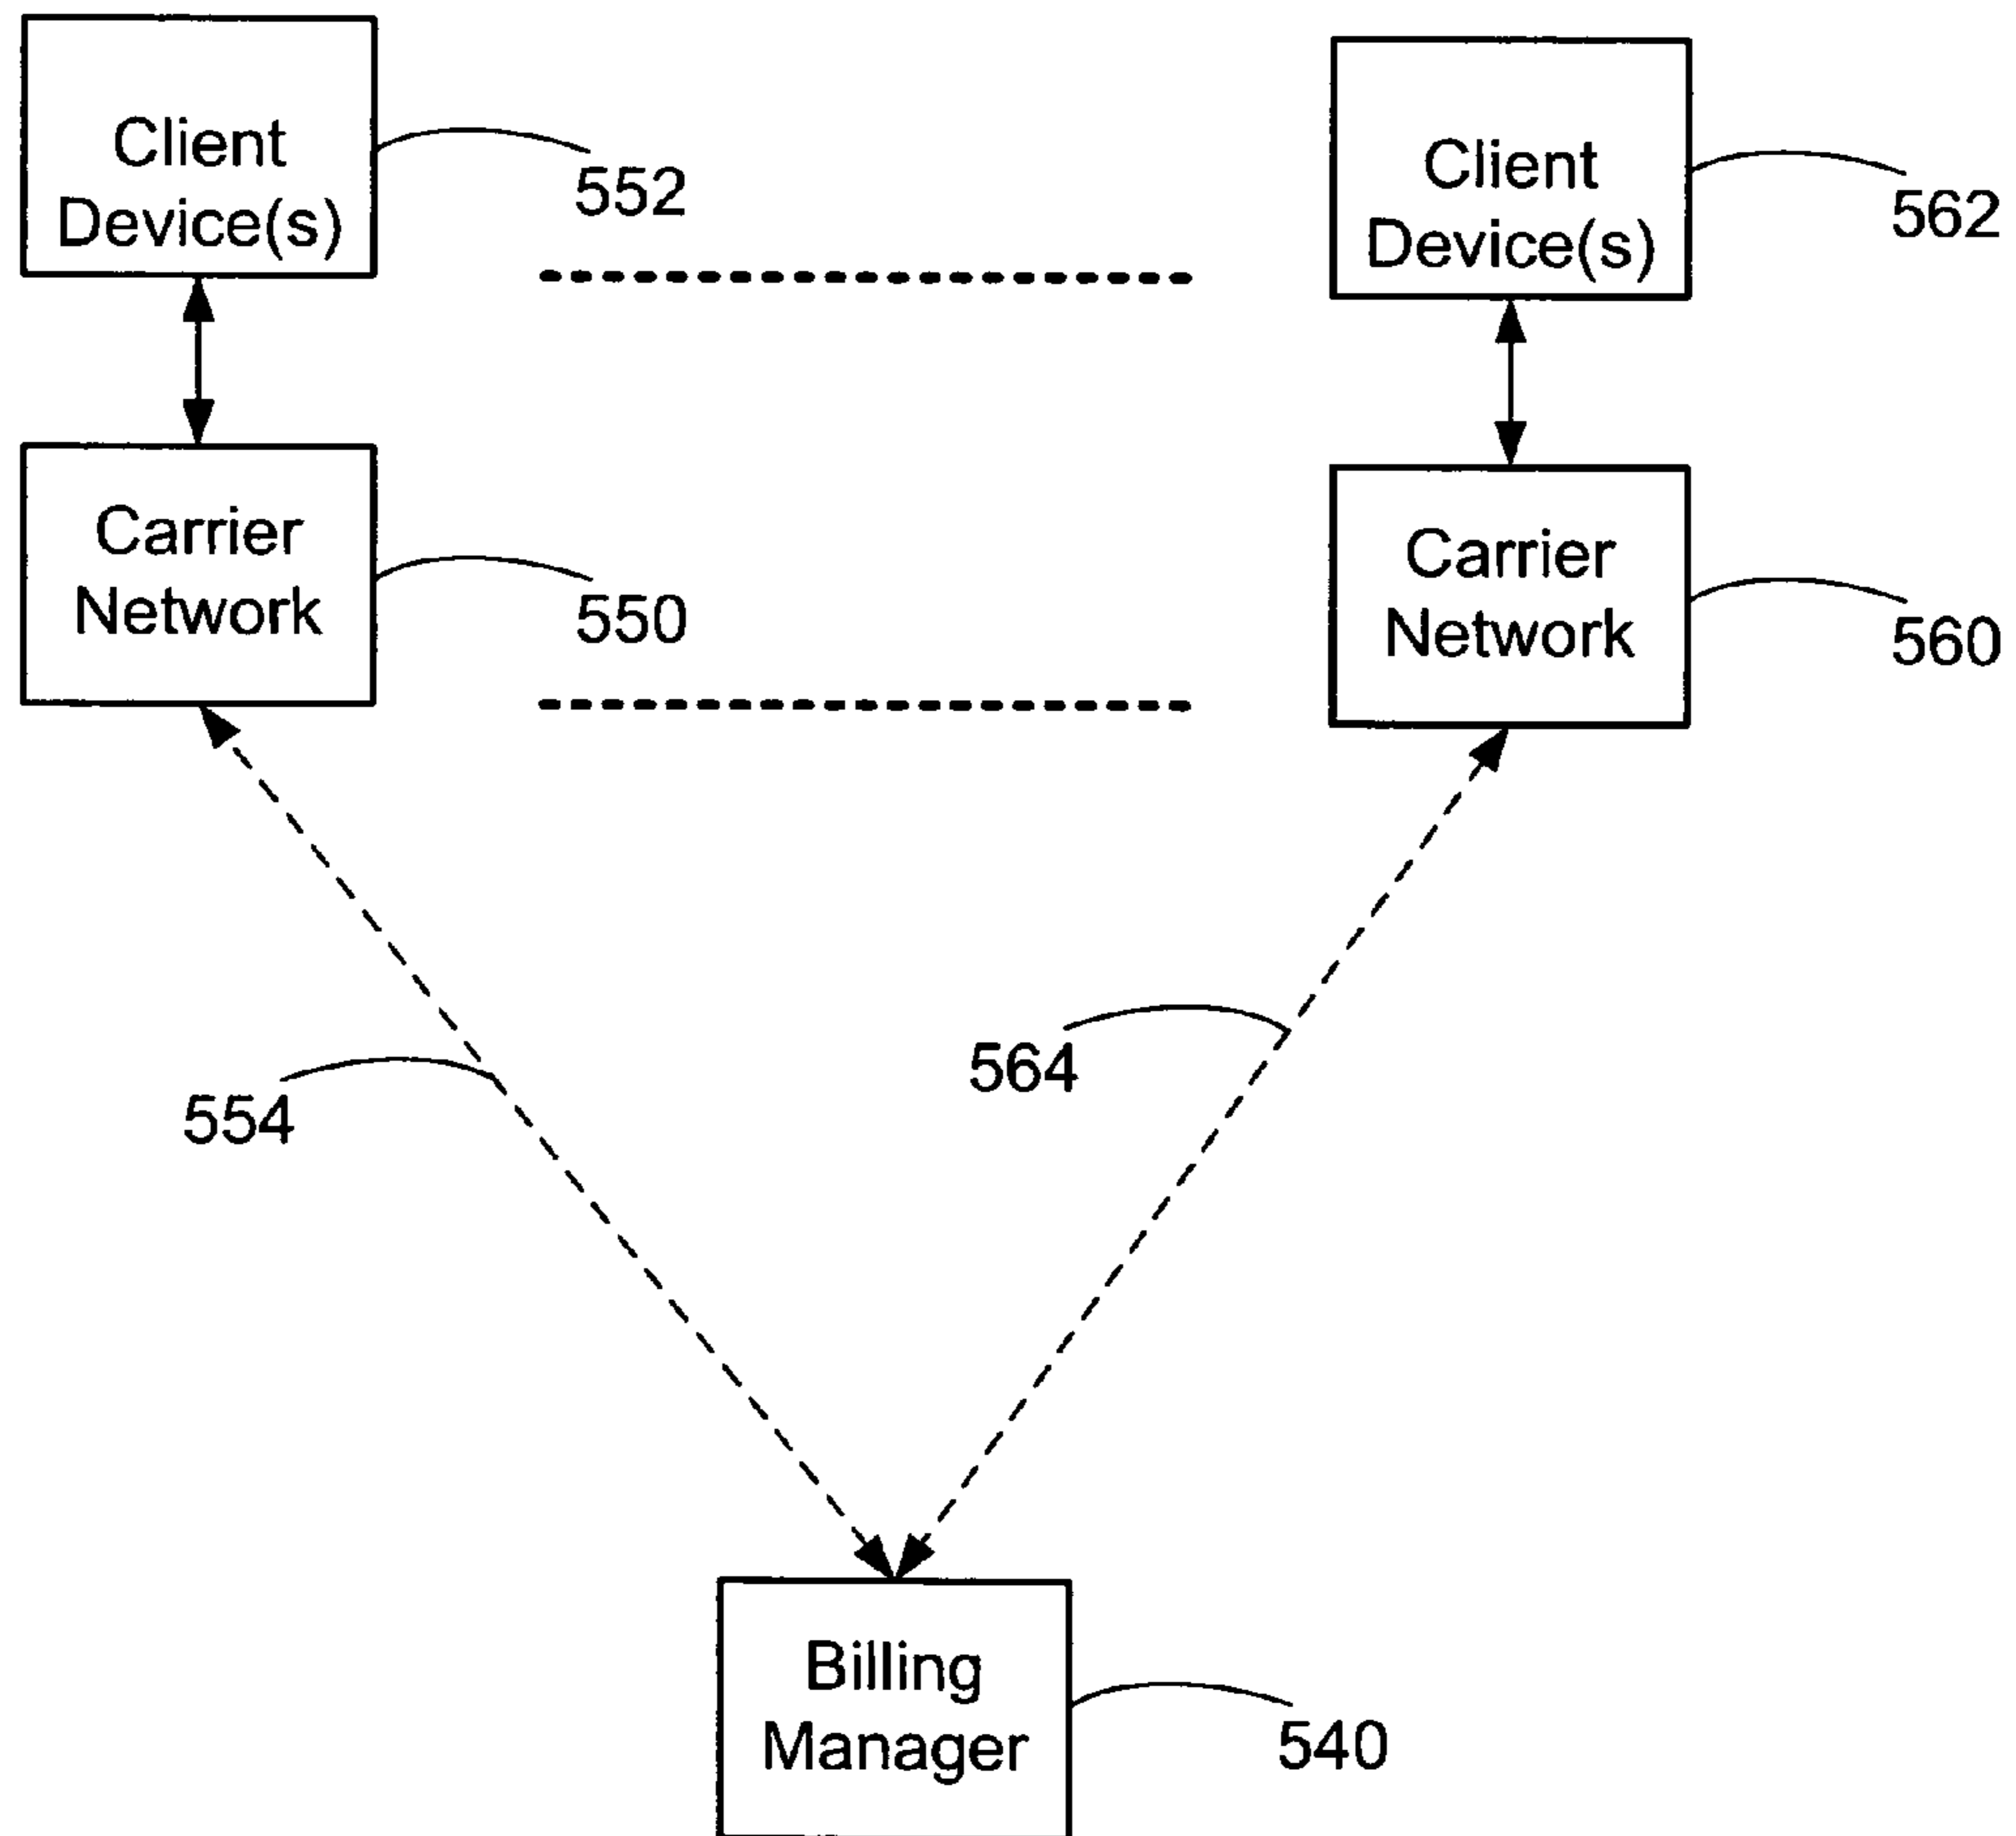 Client
Device(s)
552
Client
Device(s)
562
Carrier
Network
550
Carrier
Network
560
554
564
Billing
Manager
540